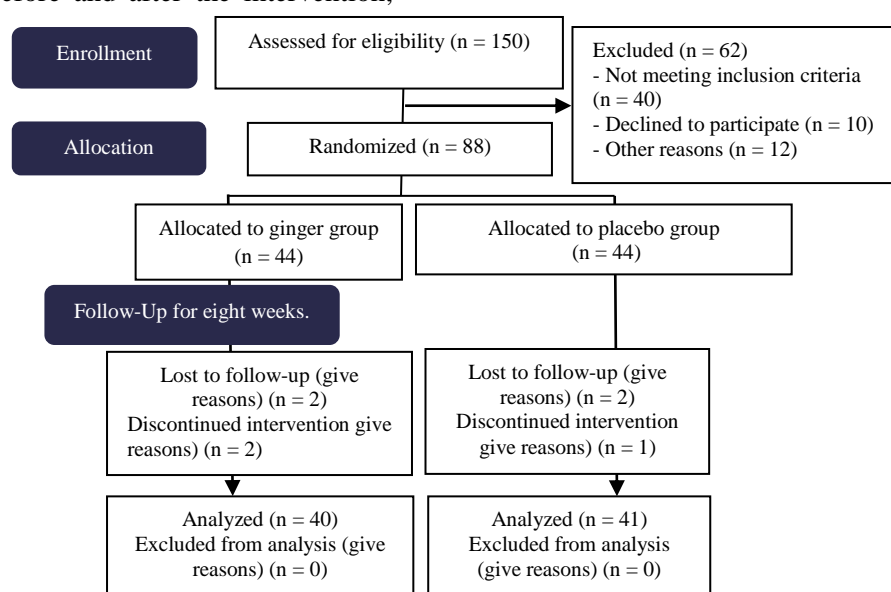 before and after the intervention,
Enrollment
Assessed for eligibility (n = 150)
Excluded (n = 62)
- Not meeting inclusion criteria
(n = 40)
- Declined to participate (n = 10)
- Other reasons (n = 12)
Allocation
Randomized (n = 88)
Allocated to ginger group
(n = 44)
Allocated to placebo group
(n = 44)
Follow-Up for eight weeks.
Lost to follow-up (give
reasons) (n = 2)
Discontinued intervention give
reasons) (n = 2)
Lost to follow-up (give
reasons) (n = 2)
Discontinued intervention
give reasons) (n = 1)
Analyzed (n = 40)
Excluded from analysis (give
reasons) (n = 0)
Analyzed (n = 41)
Excluded from analysis
(give reasons) (n = 0)